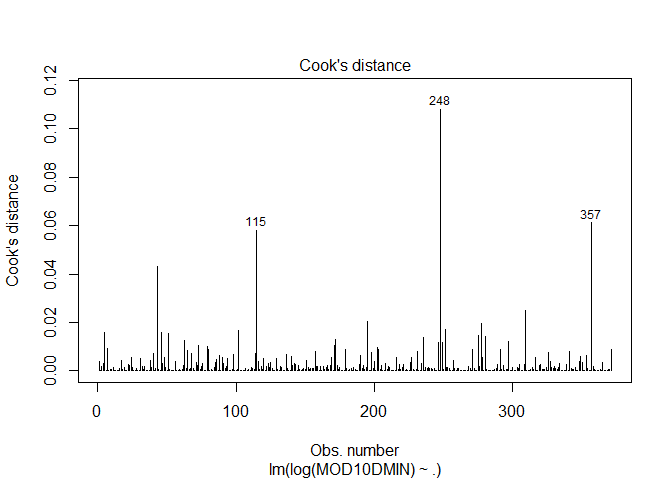 Cook's distance
0.12
0.10
0.08
0.06
0.04
0.02
0.00
Cook's distance
248
357
115
0 100 200 300
Obs. number
lm(log(MOD10DMIN) ~ .)